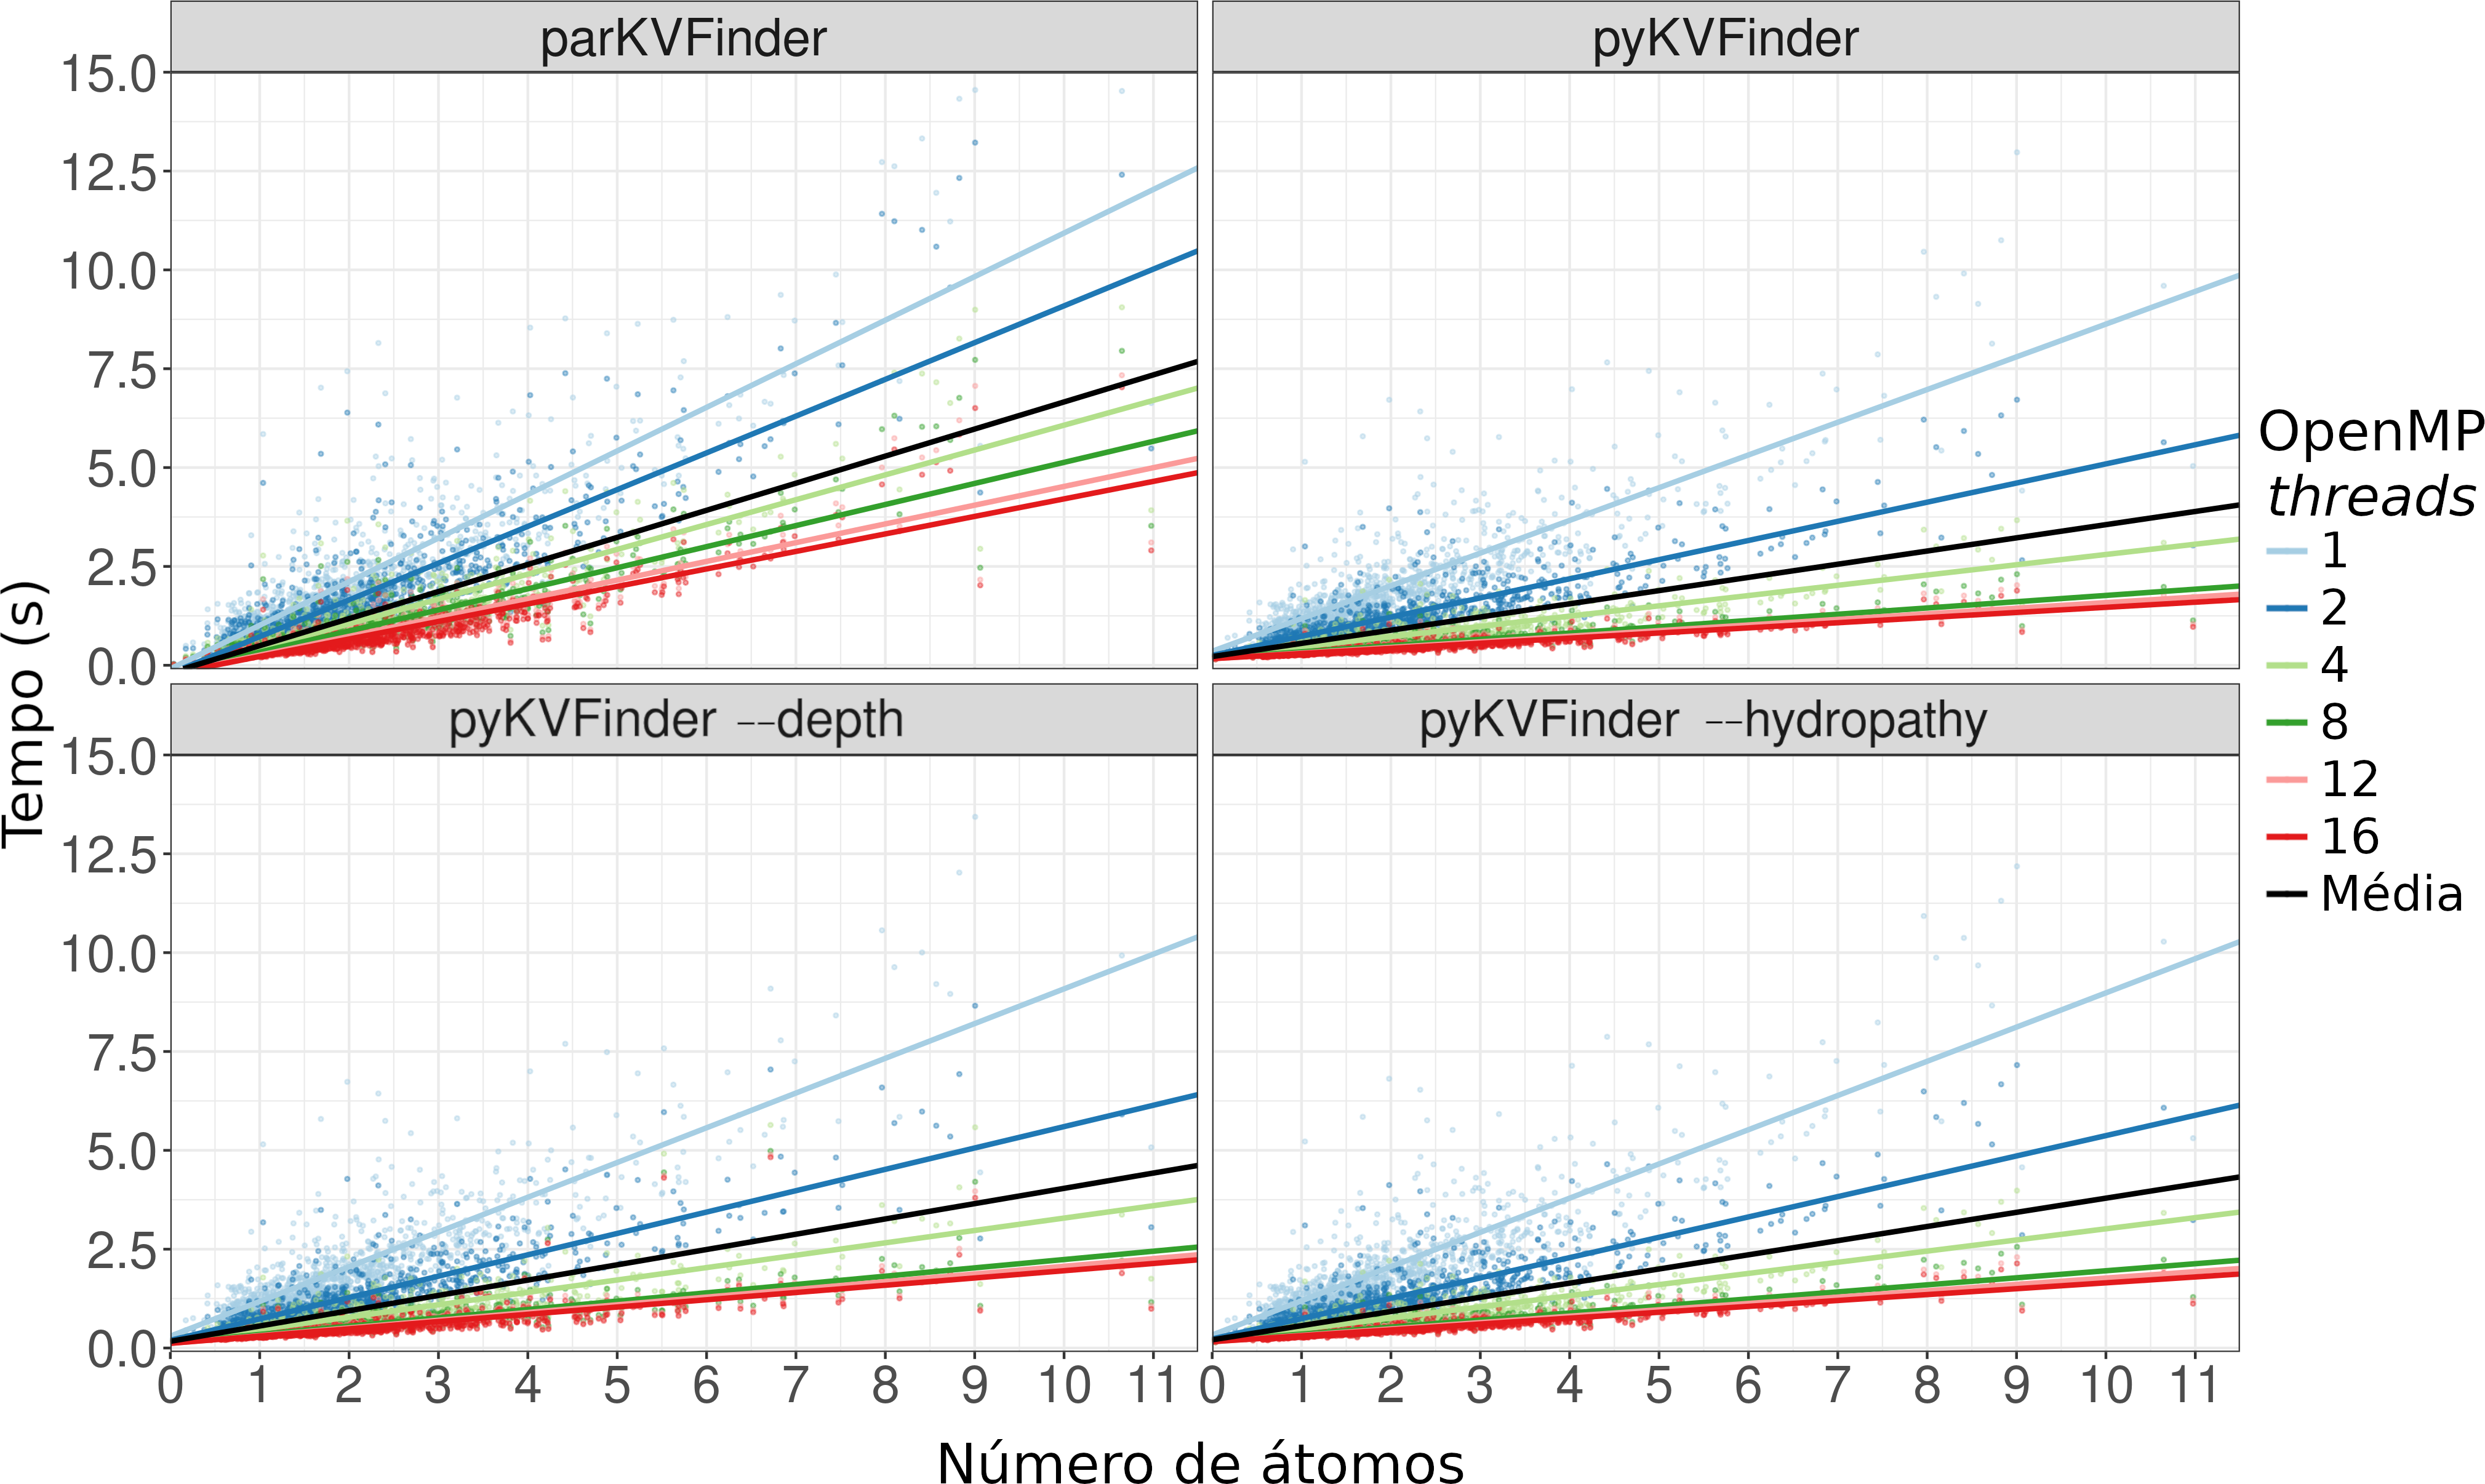 parKVFinder
pyKVFinder
15.0
12.5
10.0
7.5
5.0
2.5
0.0
pyKVFinder --depth
pyKVFinder --hydropathy
15.0
12.5
10.0
7.5
5.0
2.5
0.0
0 1 2 3 4 5 6 7 8 9 10 11
0 1 2 3 4 5 6 7 8 9 10 11
Tempo (s)
Número de átomos
OpenMP
threads
1
2
4
8
12
16
Média